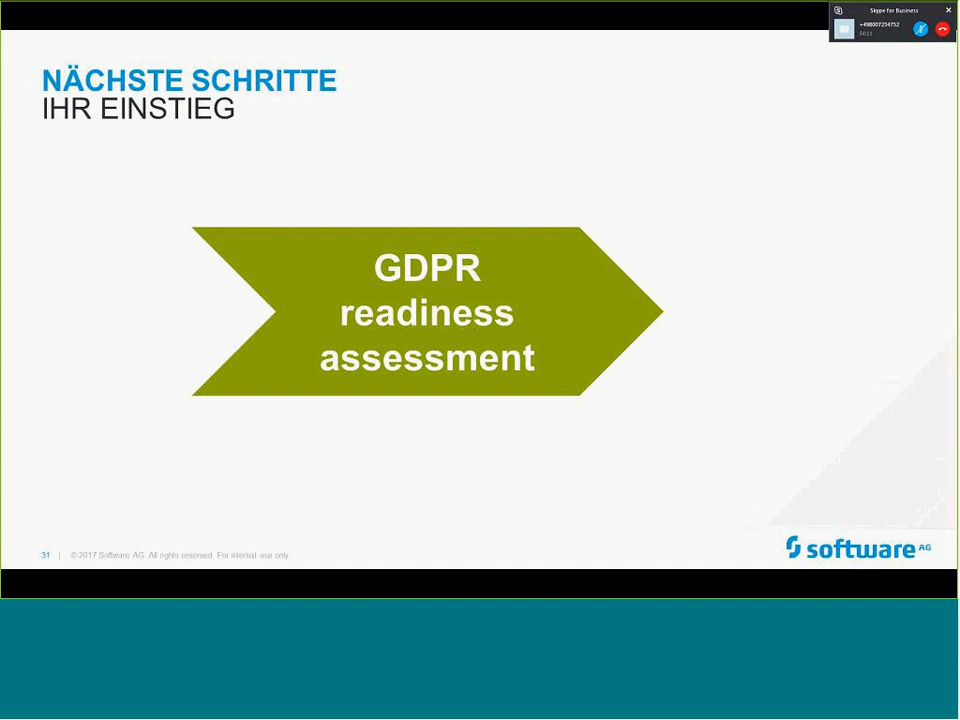 Skype for Business
+498007234752
54:13
NÄCHSTE SCHRITTE
IHR EINSTIEG
GDPR
readiness
assessment
31 | © 2017 Software AG. All rights reserved. For internal use only
software AG